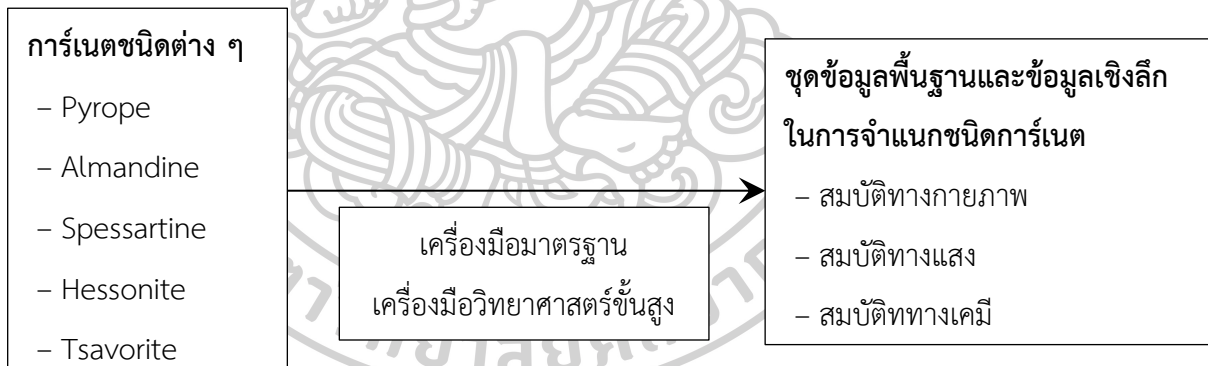 การ์เนตชนิดต่าง ๆ
– Pyrope
– Almandine
– Spessartine
– Hessonite
– Tsavorite
เครื่องมือมาตรฐาน
เครื่องมือวิทยาศาสตร์ขั้นสูง
ชุดข้อมูลพื้นฐานและข้อมูลเชิงลึก
ในการจำแนกชนิดการ์เนต
– สมบัติทางกายภาพ
– สมบัติทางแสง
– สมบัติททางเคมี